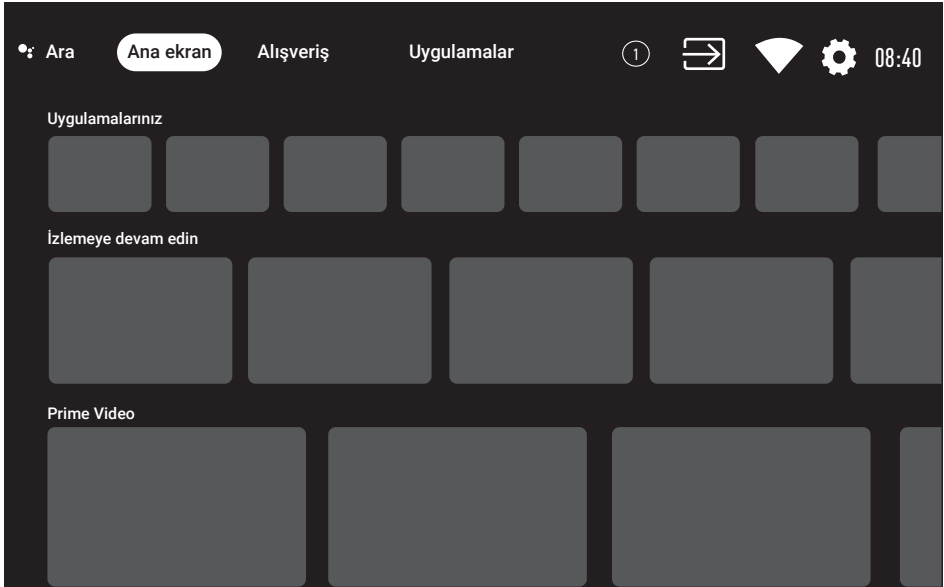 Ara Ana ekran Alışveriş Uygulamalar 1 08:40
Uygulamalarınız
İzlemeye devam edin
Prime Video